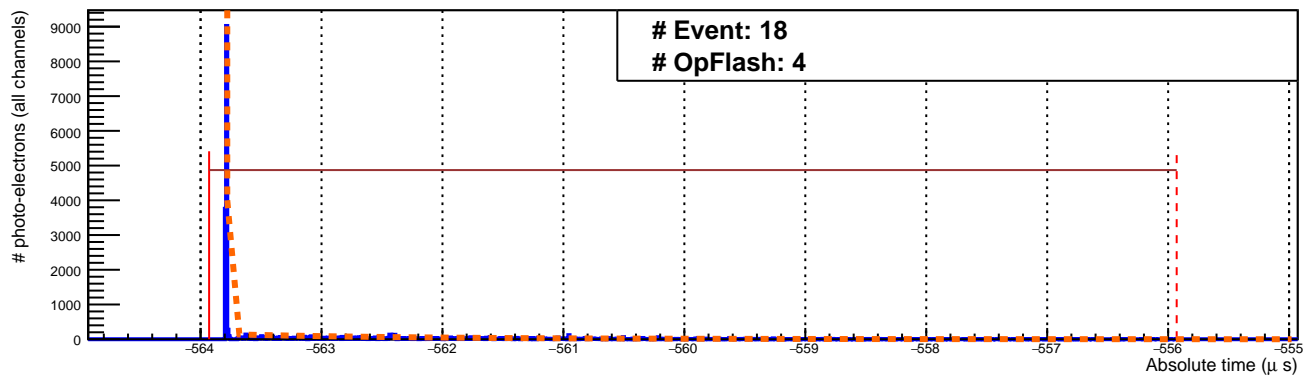 # Event: 18
# OpFlash: 4
# photo-electrons (all channels)
9000
8000
7000
6000
5000
4000
3000
2000
1000
0
−564 −563 −562 −561 −560 −559 −558 −557 −556 −555
Absolute time (μ s)